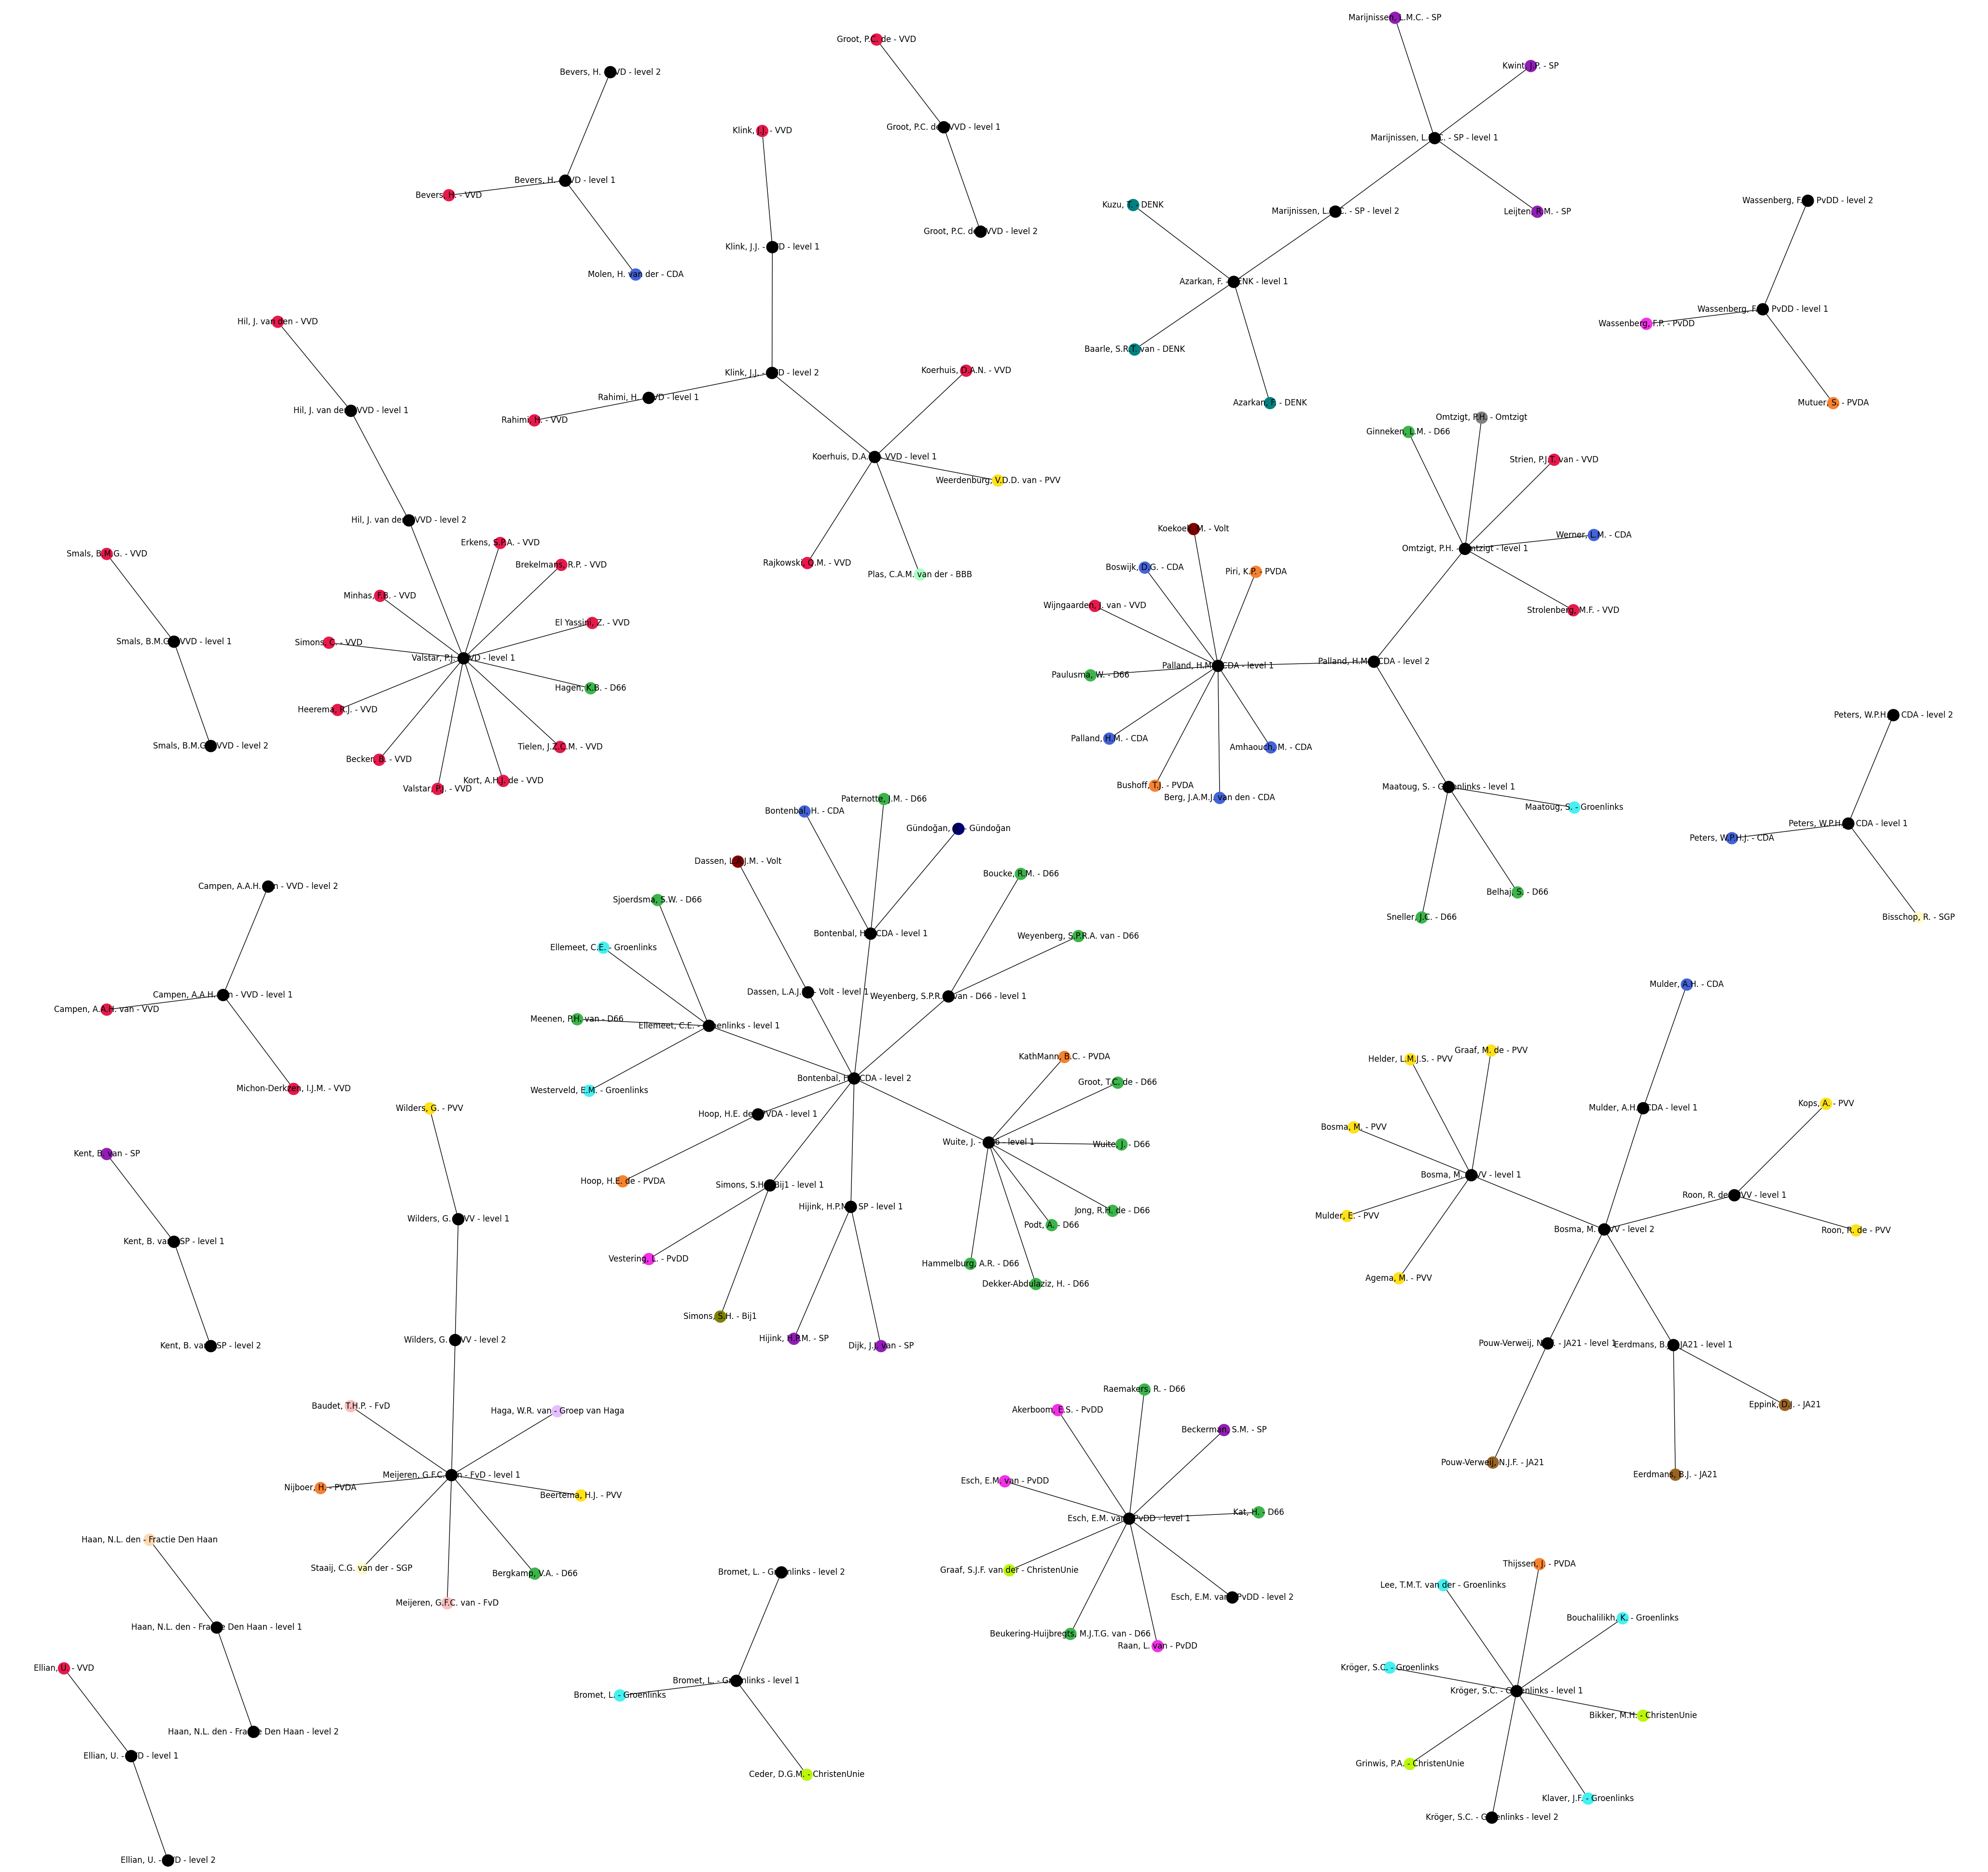 Marijnissen, L.M.C. - SP
Groot, P.C. de - VVD
Kwint, J.P. - SP
Bevers, H. - VVD - level 2
Klink, J.J. - VVD
Groot, P.C. de - VVD - level 1
Marijnissen, L.M.C. - SP - level 1
Bevers, H. - VVD - level 1
Bevers, H. - VVD
Wassenberg, F.P. - PvDD - level 2
Kuzu, T. - DENK
Marijnissen, L.M.C. - SP - level 2
Leijten, R.M. - SP
Groot, P.C. de - VVD - level 2
Klink, J.J. - VVD - level 1
Molen, H. van der - CDA
Azarkan, F. - DENK - level 1
Wassenberg, F.P. - PvDD - level 1
Hil, J. van den - VVD
Wassenberg, F.P. - PvDD
Baarle, S.R.T. van - DENK
Koerhuis, D.A.N. - VVD
Klink, J.J. - VVD - level 2
Rahimi, H. - VVD - level 1
Azarkan, F. - DENK
Mutuer, S. - PVDA
Hil, J. van den - VVD - level 1
Omtzigt, P.H. - Omtzigt
Rahimi, H. - VVD
Ginneken, L.M. - D66
Koerhuis, D.A.N. - VVD - level 1
Strien, P.J.T. van - VVD
Weerdenburg, V.D.D. van - PVV
Hil, J. van den - VVD - level 2
Koekoek, M. - Volt
Werner, L.M. - CDA
Erkens, S.P.A. - VVD
Omtzigt, P.H. - Omtzigt - level 1
Smals, B.M.G. - VVD
Brekelmans, R.P. - VVD
Rajkowski, Q.M. - VVD
Boswijk, D.G. - CDA
Piri, K.P. - PVDA
Plas, C.A.M. van der - BBB
Minhas, F.B. - VVD
Wijngaarden, J. van - VVD
Strolenberg, M.F. - VVD
El Yassini, Z. - VVD
Smals, B.M.G. - VVD - level 1
Simons, C. - VVD
Valstar, P.J. - VVD - level 1
Palland, H.M. - CDA - level 1
Palland, H.M. - CDA - level 2
Paulusma, W. - D66
Hagen, K.B. - D66
Heerema, R.J. - VVD
Peters, W.P.H.J. - CDA - level 2
Palland, H.M. - CDA
Smals, B.M.G. - VVD - level 2
Tielen, J.Z.C.M. - VVD
Amhaouch, M. - CDA
Becker, B. - VVD
Kort, A.H.J. de - VVD
Bushoff, T.J. - PVDA
Maatoug, S. - Groenlinks - level 1
Valstar, P.J. - VVD
Berg, J.A.M.J. van den - CDA
Paternotte, J.M. - D66
Maatoug, S. - Groenlinks
Bontenbal, H. - CDA
Peters, W.P.H.J. - CDA - level 1
Gündoğan, - Gündoğan
Peters, W.P.H.J. - CDA
Dassen, L.A.J.M. - Volt
Boucke, R.M. - D66
Campen, A.A.H. van - VVD - level 2
Belhaj, S. - D66
Sjoerdsma, S.W. - D66
Sneller, J.C. - D66
Bisschop, R. - SGP
Bontenbal, H. - CDA - level 1
Weyenberg, S.P.R.A. van - D66
Ellemeet, C.E. - Groenlinks
Mulder, A.H. - CDA
Dassen, L.A.J.M. - Volt - level 1
Campen, A.A.H. van - VVD - level 1
Weyenberg, S.P.R.A. van - D66 - level 1
Campen, A.A.H. van - VVD
Meenen, P.H. van - D66
Ellemeet, C.E. - Groenlinks - level 1
Graaf, M. de - PVV
KathMann, B.C. - PVDA
Helder, L.M.J.S. - PVV
Bontenbal, H. - CDA - level 2
Groot, T.C. de - D66
Michon-Derkzen, I.J.M. - VVD
Westerveld, E.M. - Groenlinks
Kops, A. - PVV
Wilders, G. - PVV
Mulder, A.H. - CDA - level 1
Hoop, H.E. de - PVDA - level 1
Bosma, M. - PVV
Wuite, J. - D66 - level 1
Wuite, J. - D66
Kent, B. van - SP
Bosma, M. - PVV - level 1
Hoop, H.E. de - PVDA
Simons, S.H. - Bij1 - level 1
Roon, R. de - PVV - level 1
Hijink, H.P.M. - SP - level 1
Jong, R.H. de - D66
Mulder, E. - PVV
Wilders, G. - PVV - level 1
Podt, A. - D66
Bosma, M. - PVV - level 2
Roon, R. de - PVV
Kent, B. van - SP - level 1
Vestering, L. - PvDD
Hammelburg, A.R. - D66
Agema, M. - PVV
Dekker-Abdulaziz, H. - D66
Simons, S.H. - Bij1
Hijink, H.P.M. - SP
Wilders, G. - PVV - level 2
Pouw-Verweij, N.J.F. - JA21 - level 1
Eerdmans, B.J. - JA21 - level 1
Kent, B. van - SP - level 2
Dijk, J.J. van - SP
Raemakers, R. - D66
Baudet, T.H.P. - FvD
Eppink, D.J. - JA21
Akerboom, E.S. - PvDD
Haga, W.R. van - Groep van Haga
Beckerman, S.M. - SP
Pouw-Verweij, N.J.F. - JA21
Meijeren, G.F.C. van - FvD - level 1
Eerdmans, B.J. - JA21
Esch, E.M. van - PvDD
Nijboer, H. - PVDA
Beertema, H.J. - PVV
Kat, H. - D66
Esch, E.M. van - PvDD - level 1
Haan, N.L. den - Fractie Den Haan
Thijssen, J. - PVDA
Staaij, C.G. van der - SGP
Graaf, S.J.F. van der - ChristenUnie
Bromet, L. - Groenlinks - level 2
Bergkamp, V.A. - D66
Lee, T.M.T. van der - Groenlinks
Esch, E.M. van - PvDD - level 2
Meijeren, G.F.C. van - FvD
Bouchalilikh, K. - Groenlinks
Haan, N.L. den - Fractie Den Haan - level 1
Beukering-Huijbregts, M.J.T.G. van - D66
Raan, L. van - PvDD
Ellian, U. - VVD
Kröger, S.C. - Groenlinks
Bromet, L. - Groenlinks - level 1
Kröger, S.C. - Groenlinks - level 1
Bromet, L. - Groenlinks
Bikker, M.H. - ChristenUnie
Haan, N.L. den - Fractie Den Haan - level 2
Ellian, U. - VVD - level 1
Grinwis, P.A. - ChristenUnie
Ceder, D.G.M. - ChristenUnie
Klaver, J.F. - Groenlinks
Kröger, S.C. - Groenlinks - level 2
Ellian, U. - VVD - level 2